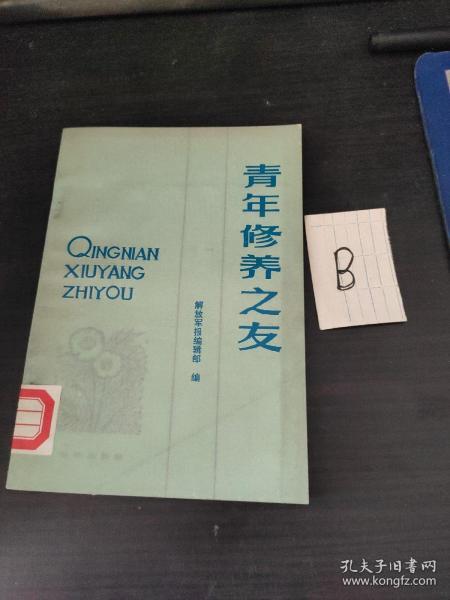 青年修养之友
QINGNIAN
XIUYANG
ZHIYOU
解放军报编辑部 编
B
孔夫子旧书网
www.kongfz.com